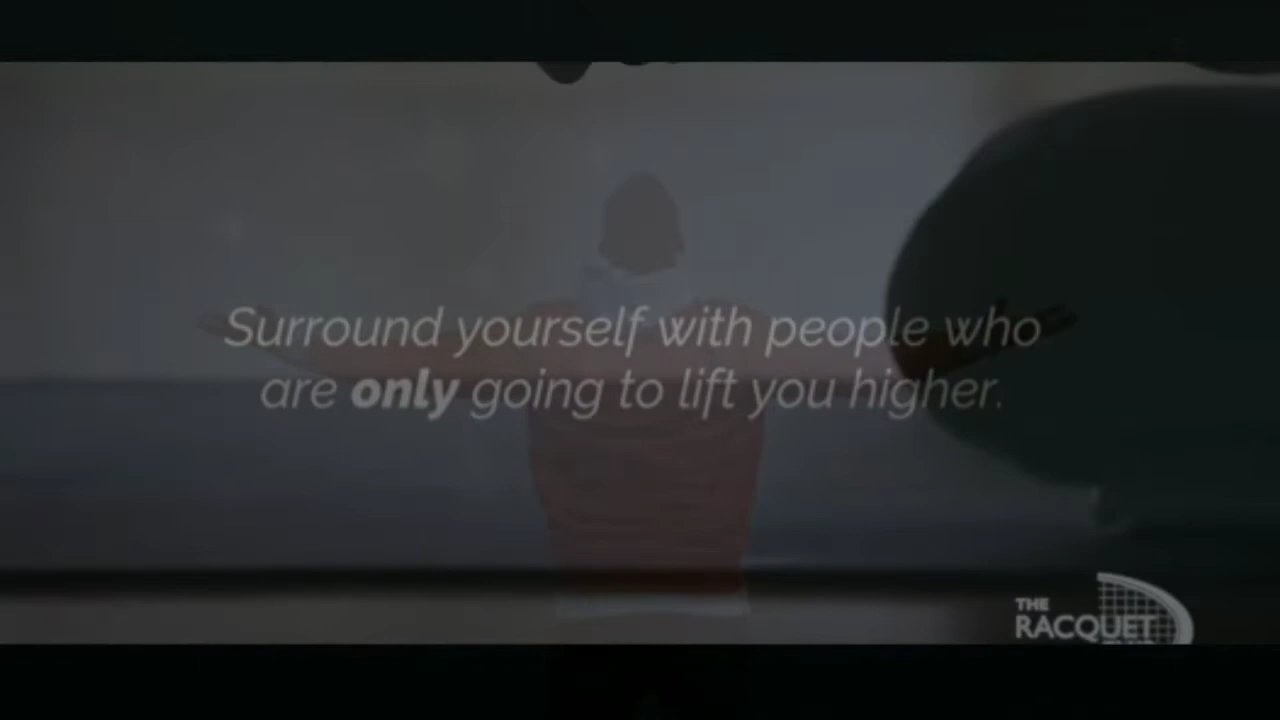 Surround yourself with people who
are only going to lift you higher.
THE
RACQUET